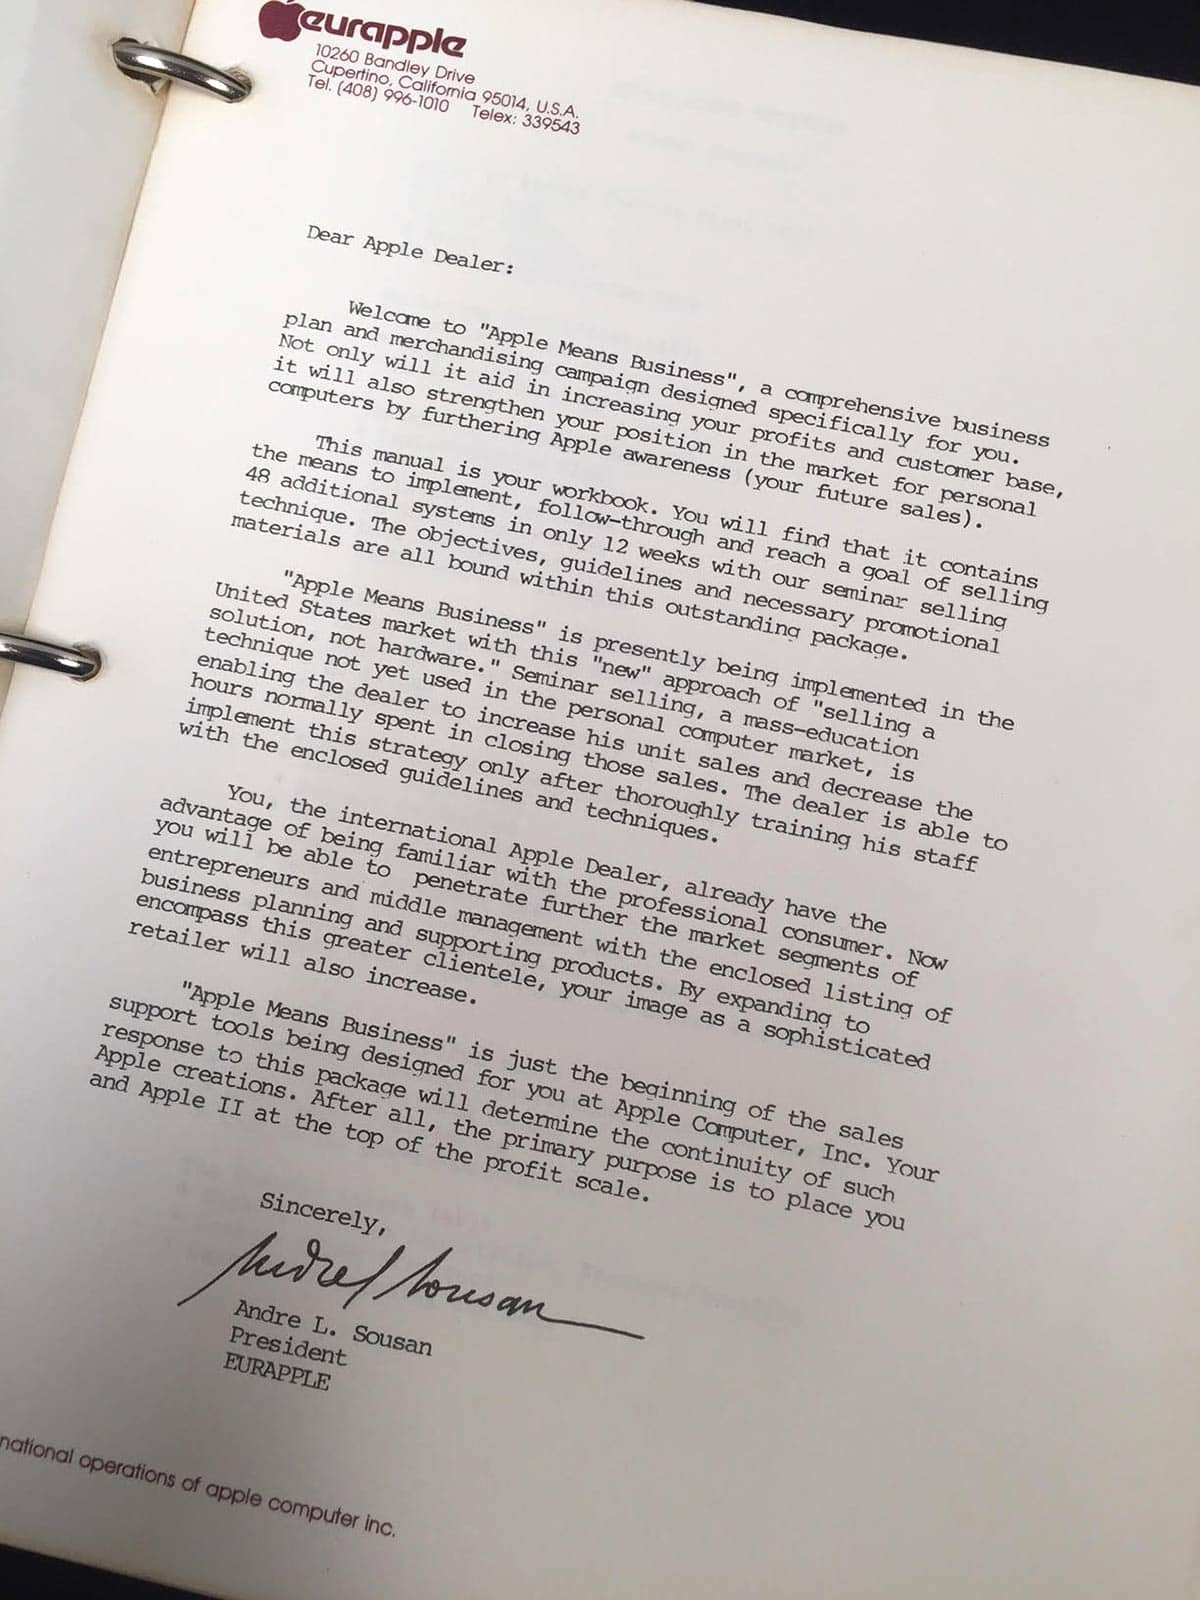 eurapple
10260 Bandley Drive
Cupertino, California 95014, U.S.A.
Tel. (408) 996-1010 Telex: 339543
Dear Apple Dealer:
Welcome to "Apple Means Business", a comprehensive business
plan and merchandising campaign designed specifically for you.
Not only will it aid in increasing your profits and customer base,
it will also strengthen your position in the market for personal
computers by furthering Apple awareness (your future sales).
This manual is your workbook. You will find that it contains
the means to implement, follow-through and reach a goal of selling
48 additional systems in only 12 weeks with our seminar selling
technique. The objectives, guidelines and necessary promotional
materials are all bound within this outstanding package.
"Apple Means Business" is presently being implemented in the
United States market with this "new" approach of "selling a
solution, not hardware." Seminar selling, a mass-education
technique not yet used in the personal computer market, is
enabling the dealer to increase his unit sales and decrease the
hours normally spent in closing those sales. The dealer is able to
implement this strategy only after thoroughly training his staff
with the enclosed guidelines and techniques.
You, the international Apple Dealer, already have the
advantage of being familiar with the professional consumer. Now
you will be able to penetrate further the market segments of
entrepreneurs and middle management with the enclosed listing of
business planning and supporting products. By expanding to
encompass this greater clientele, your image as a sophisticated
retailer will also increase.
"Apple Means Business" is just the beginning of the sales
support tools being designed for you at Apple Computer, Inc. Your
response to this package will determine the continuity of such
Apple creations. After all, the primary purpose is to place you
and Apple II at the top of the profit scale.
Sincerely,
Andre L Sousan
Andre L. Sousan
President
EURAPPLE
national operations of apple computer inc.